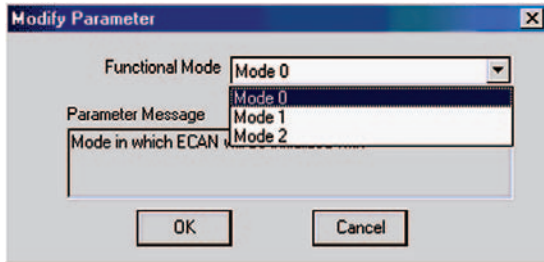 Modify Parameter
Functional Mode Mode 0
Mode 0
Mode 1
Mode 2
Parameter Message
Mode in which ECAN
OK
Cancel